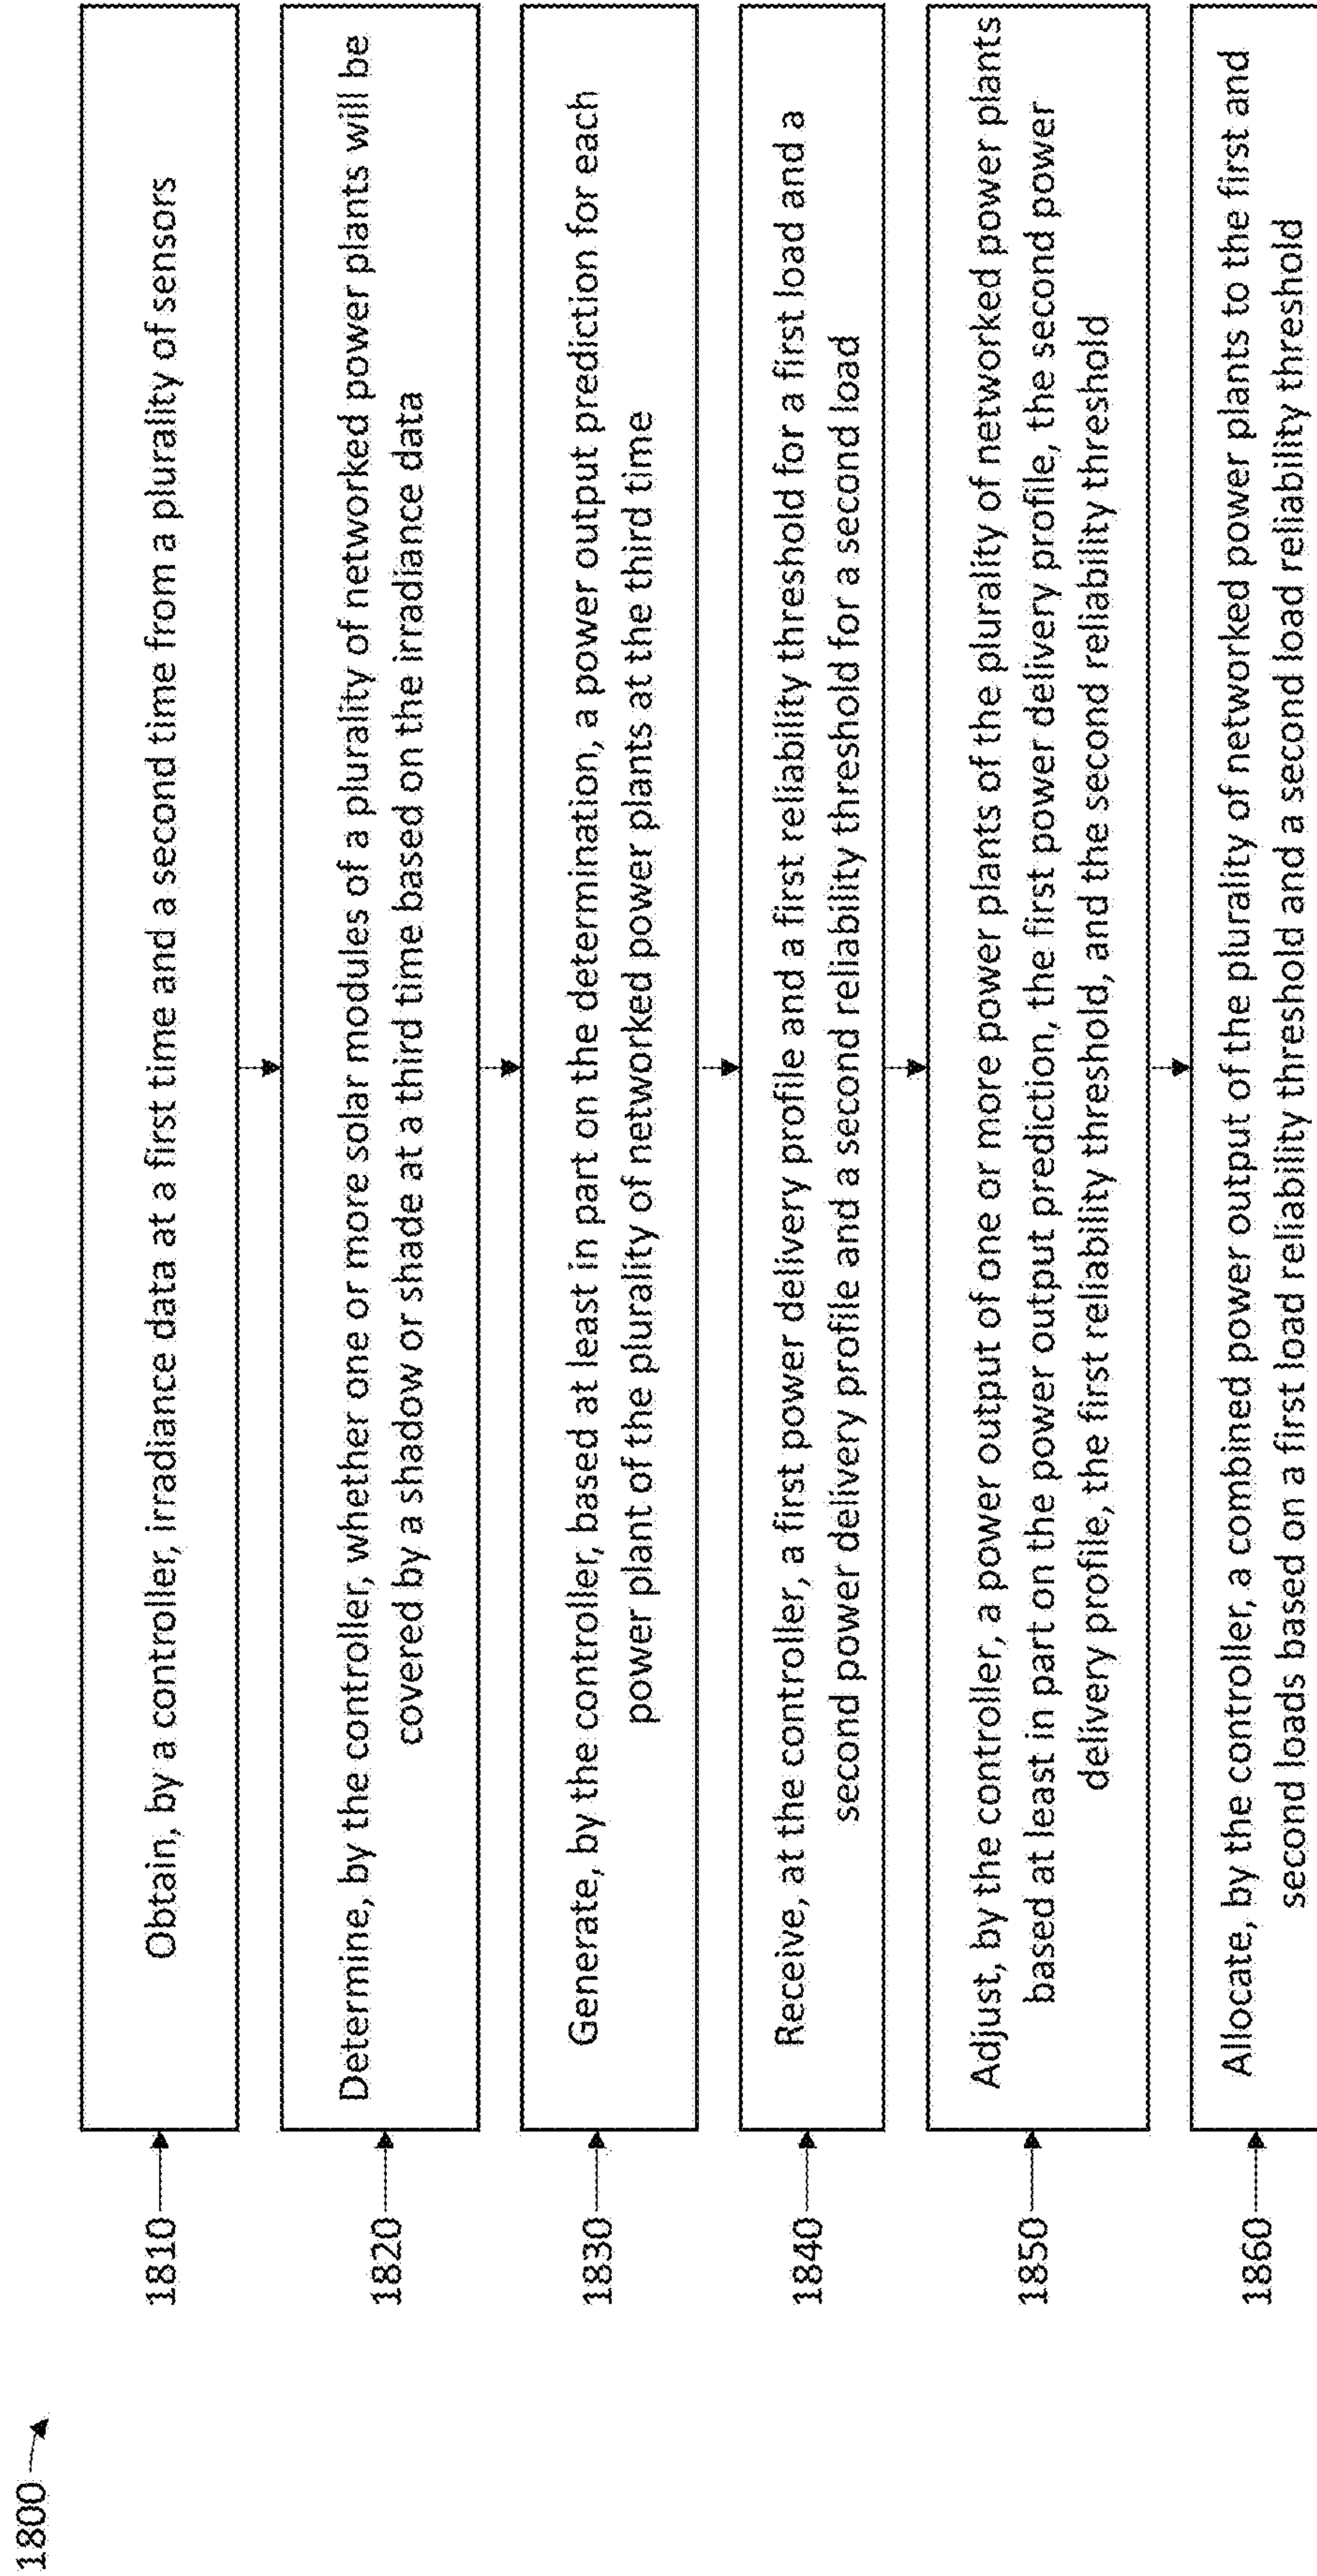 1800
1810
Obtain, by a controller, irradiance data at a first time and a second time from a plurality of sensors
1820
Determine, by the controller, whether one or more solar modules of a plurality of networked power plants will be
covered by a shadow or shade at a third time based on the irradiance data
1830
Generate, by the controller, based at least in part on the determination, a power output prediction for each
power plant of the plurality of networked power plants at the third time
1840
Receive, at the controller, a first power delivery profile and a first reliability threshold for a first load and a
second power delivery profile and a second reliability threshold for a second load
1850
Adjust, by the controller, a power output of one or more power plants of the plurality of networked power plants
based at least in part on the power output prediction, the first power delivery profile, the second power
delivery profile, the first reliability threshold, and the second reliability threshold
1860
Allocate, by the controller, a combined power output of the plurality of networked power plants to the first and
second loads based on a first load reliability threshold and a second load reliability threshold